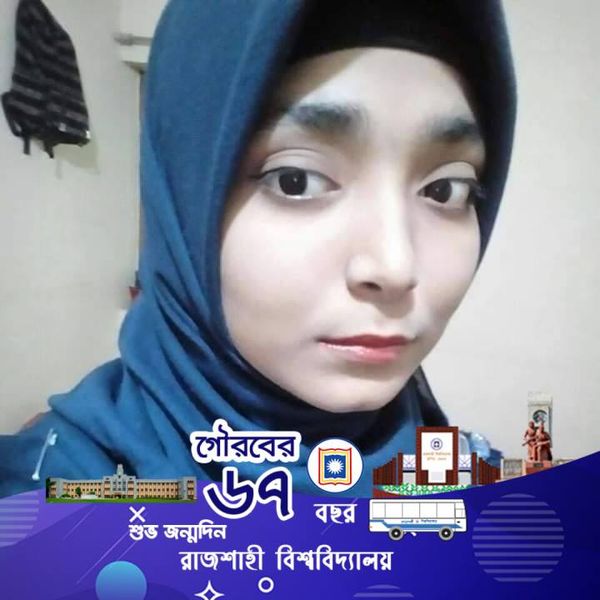 গৌরবের
৬৭ বছর
শুভ জন্মদিন
রাজশাহী বিশ্ববিদ্যালয়